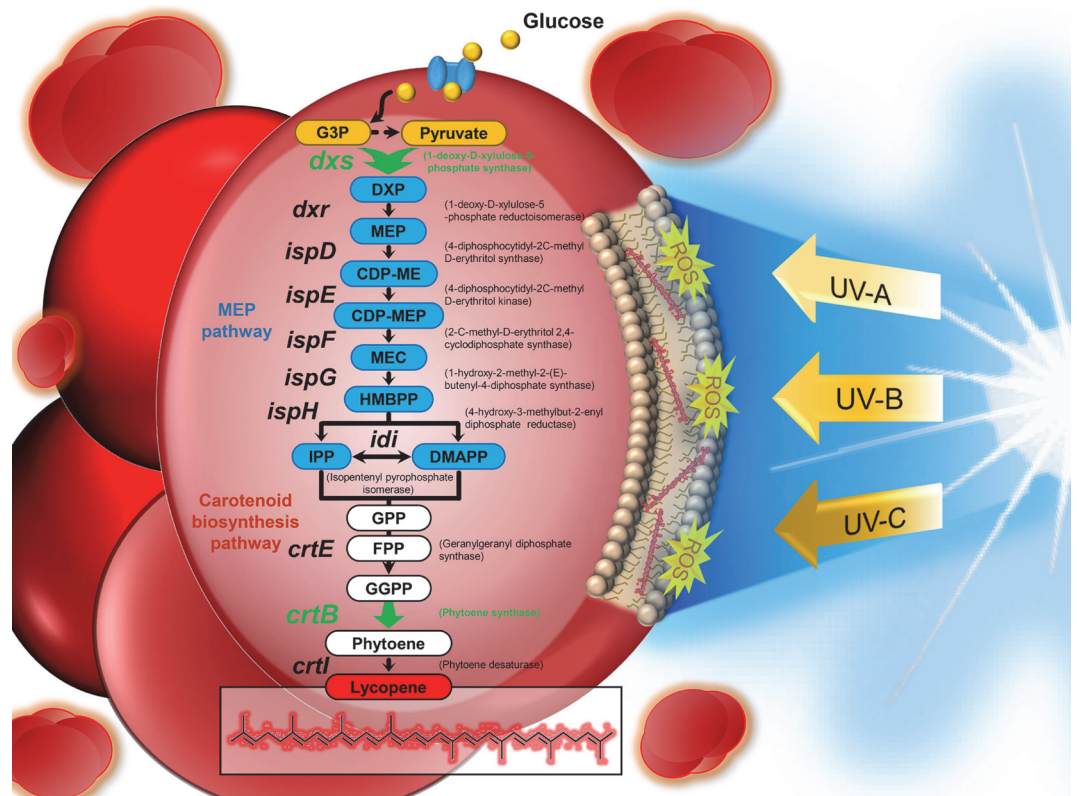 Glucose
G3P
Pyruvate
dxs
(1-deoxy-D-xyluloss-5-
phosphate synthase)
DXP
dxr
(1-deoxy-D-xylulose-5
-phosphate reductoisomerase)
MEP
ispD
(4-diphosphocytidyl-2C-methyl
D-erythritol synthase)
CDP-ME
ispE
(4-diphosphocytidyl-2C-methyl
D-erythritol kinase)
MEP
pathway
CDP-MEP
ispF
(2-C-methyl-D-erythritol 2,4-
cyclodiphosphate synthase)
MEC
ispG
(1-hydroxy-2-methyl-2-(E)-
butenyl-4-diphosphate synthase)
HMBPP
ispH
(4-hydroxy-3-methylbut-2-enyl
diphosphate reductase)
idi
IPP
DMAPP
(Isopentenyl pyrophosphate
isomerase)
Carotenoid
biosynthesis
pathway
GPP
crtE
FPP
(Geranylgeranyl diphosphate
synthase)
GGPP
crtB
(Phytoene synthase)
Phytoene
crtI
(Phytoene desaturase)
Lycopene
ROS
ROS
ROS
UV-A
UV-B
UV-C